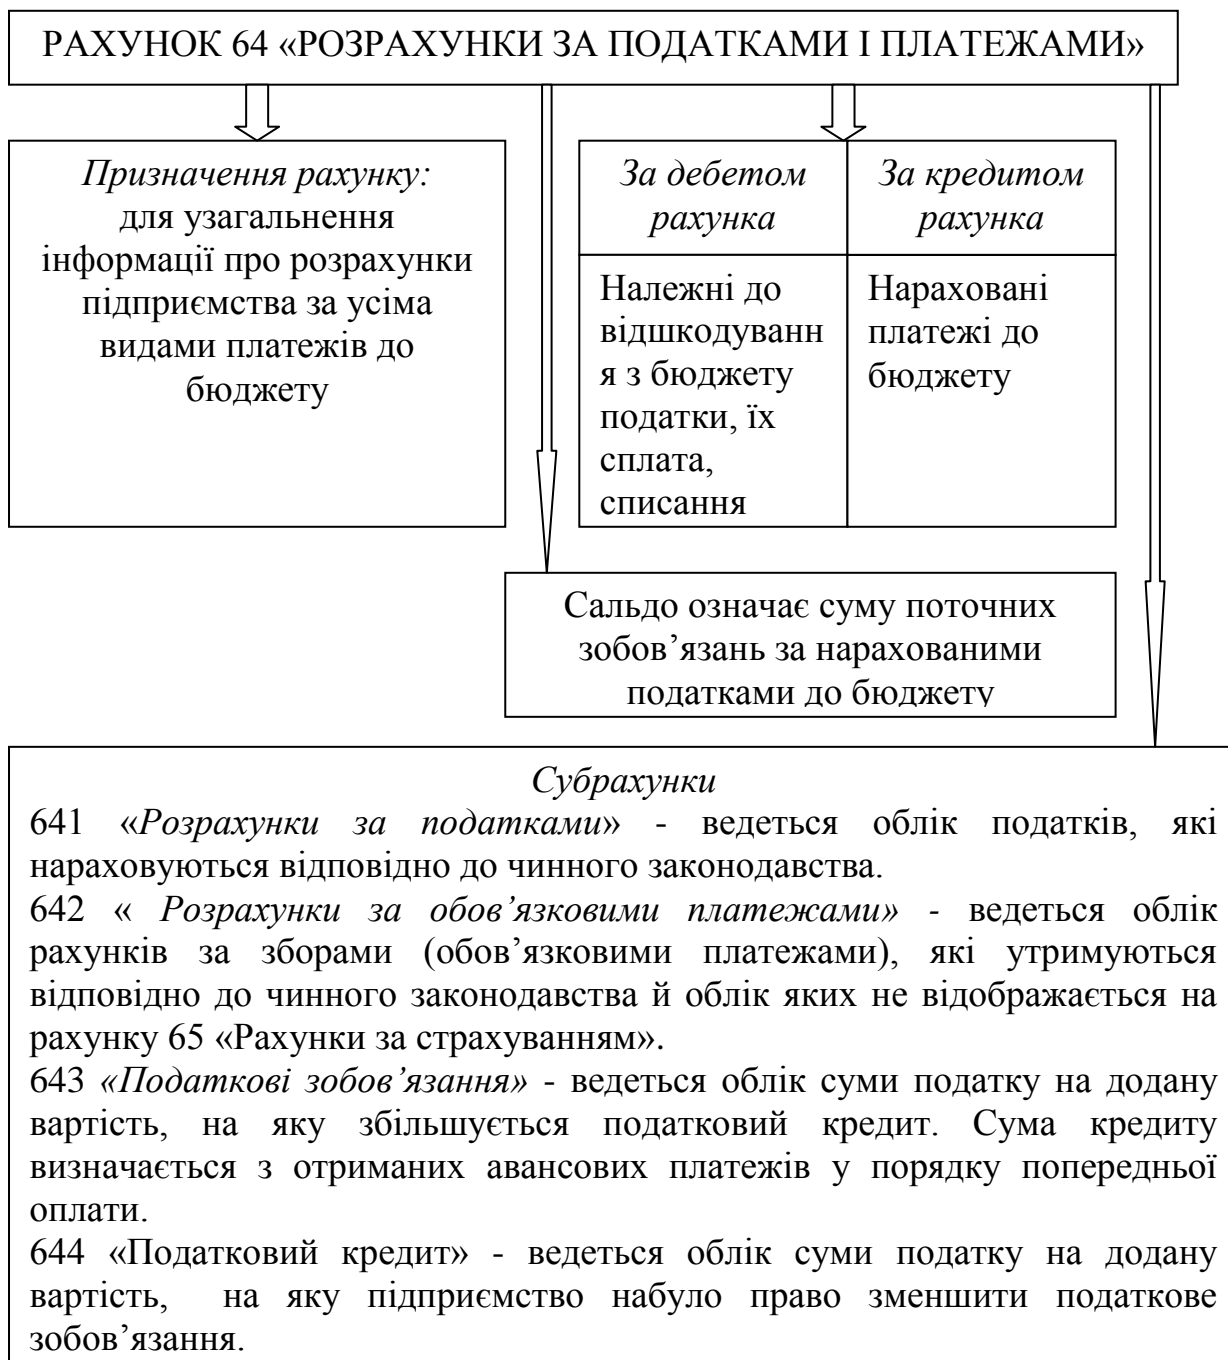 РАХУНОК 64 «РОЗРАХУНКИ ЗА ПОДАТКАМИ І ПЛАТЕЖАМИ»
Призначення рахунку:
для узагальнення
інформації про розрахунки
підприємства за усіма
видами платежів до
бюджету
За дебетом
рахунка
За кредитом
рахунка
Належні до
відшкодуванн
я з бюджету
податки, їх
сплата,
списання
Нараховані
платежі до
бюджету
Сальдо означає суму поточних
зобов’язань за нарахованими
податками до бюджету
Субрахунки
641 «Розрахунки за податками» - ведеться облік податків, які
нараховуються відповідно до чинного законодавства.
642 « Розрахунки за обов’язковими платежами» - ведеться облік
рахунків за зборами (обов’язковими платежами), які утримуються
відповідно до чинного законодавства й облік яких не відображається на
рахунку 65 «Рахунки за страхуванням».
643 «Податкові зобов’язання» - ведеться облік суми податку на додану
вартість, на яку збільшується податковий кредит. Сума кредиту
визначається з отриманих авансових платежів у порядку попередньої
оплати.
644 «Податковий кредит» - ведеться облік суми податку на додану
вартість, на яку підприємство набуло право зменшити податкове
зобов’язання.